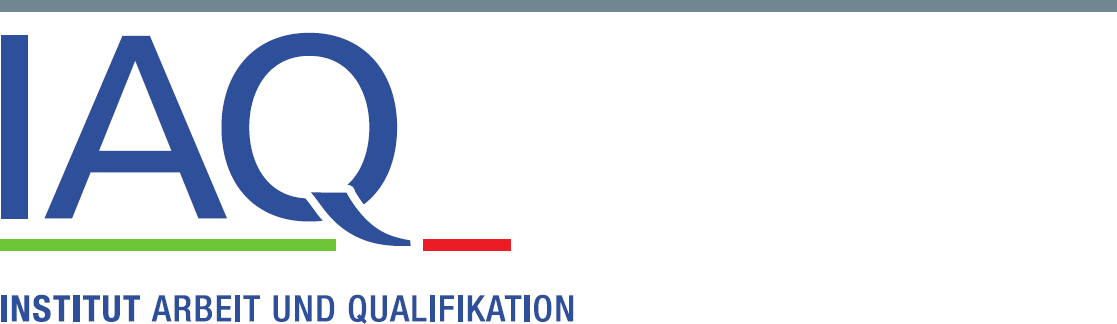 IAQ
INSTITUT ARBEIT UND QUALIFIKATION